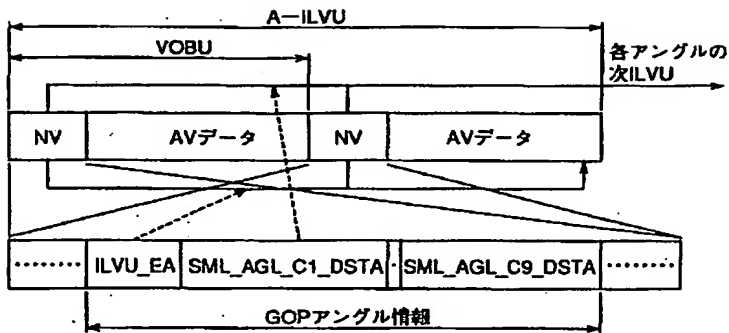 A-ILVU
VOBU
各アングルの
次ILVU
NV
AVデータ
NV
AVデータ
ILVU_EA
SML_AGL_C1_DSTA
SML_AGL_C9_DSTA
GOPアングル情報